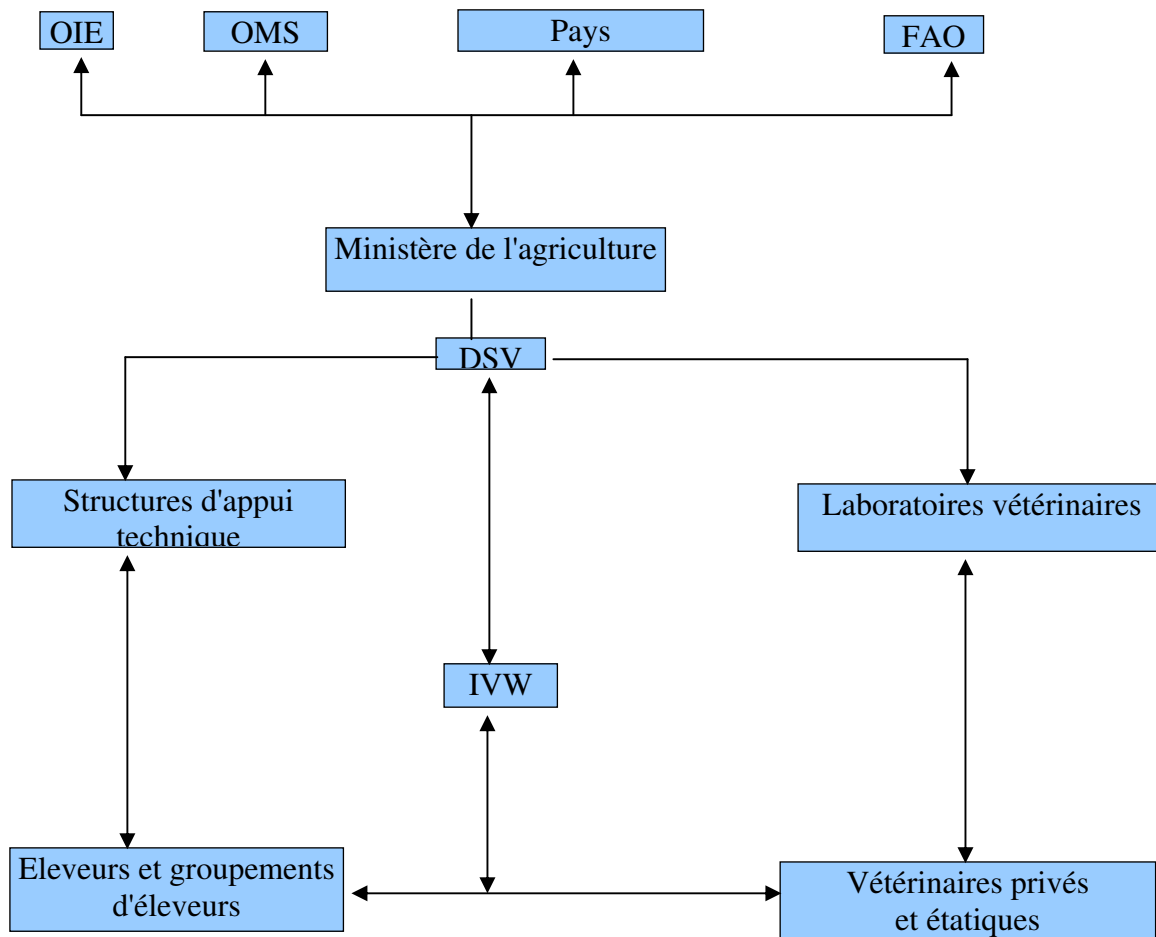 OIE
OMS
Pays
FAO
Ministère de l'agriculture
DSV
Structures d'appui
technique
Laboratoires vétérinaires
IVW
Eleveurs et groupements
d'éleveurs
Vétérinaires privés
et étatiques